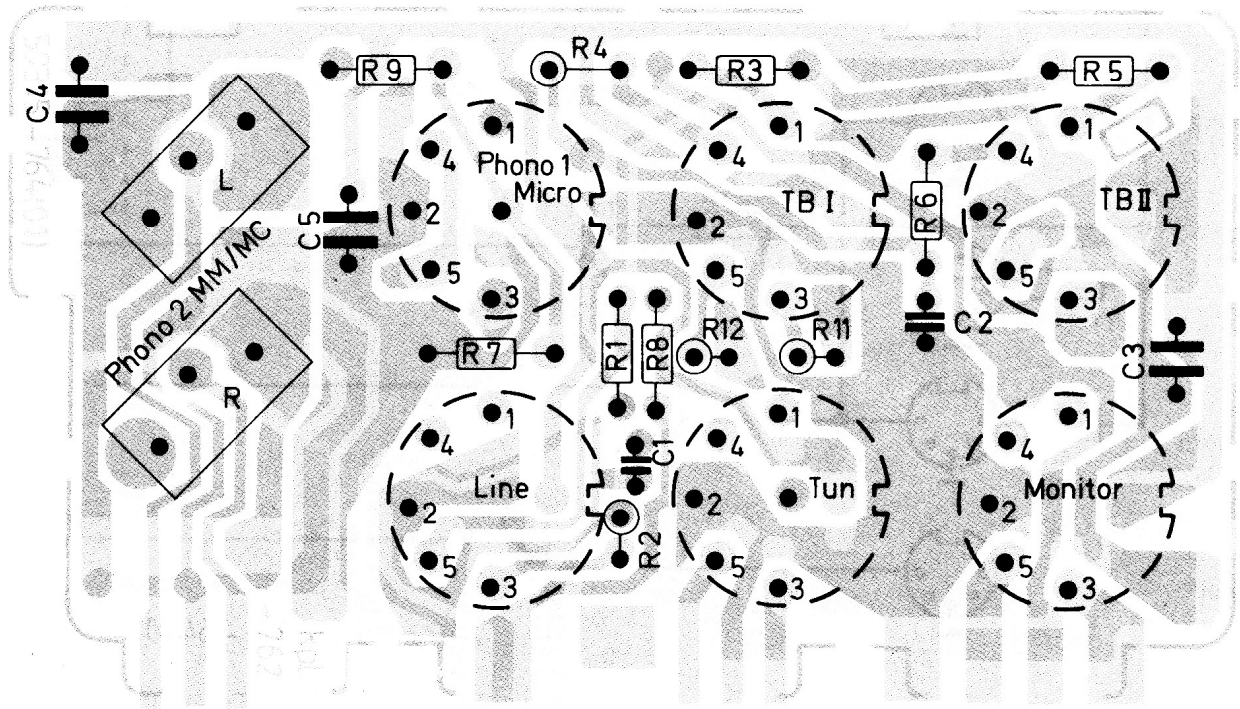 R9
R4
R3
R5
C4
1
4
Phono 1
Micro
2
5
3
1
4
TB I
2
5
3
R6
1
4
TB II
2
5
3
L
C5
Phono 2 MM/MC
R
R7
R1
R8
R12
R11
C2
C3
1
4
Line
2
5
3
C1
R2
1
4
Tun
2
5
3
1
4
Monitor
2
5
3